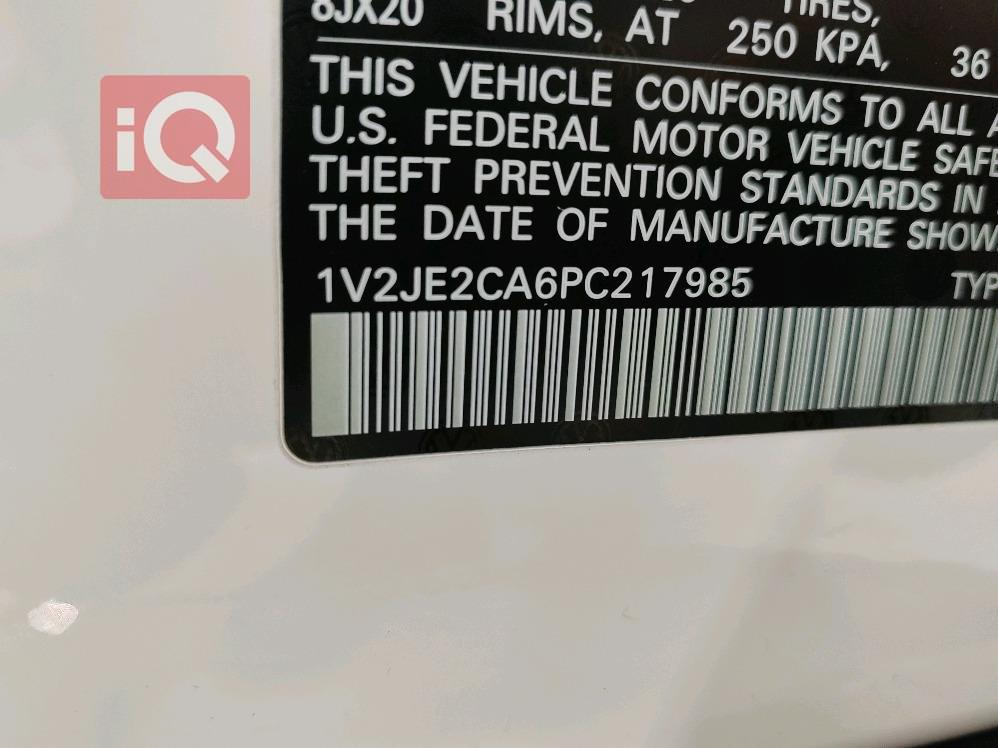 8JX20 RIMS, AT 250 KPA, 36
THIS VEHICLE CONFORMS TO ALL
U.S. FEDERAL MOTOR VEHICLE
THEFT PREVENTION STANDARDS IN
THE DATE OF MANUFACTURE
1V2JE2CA6PC217985
iQ